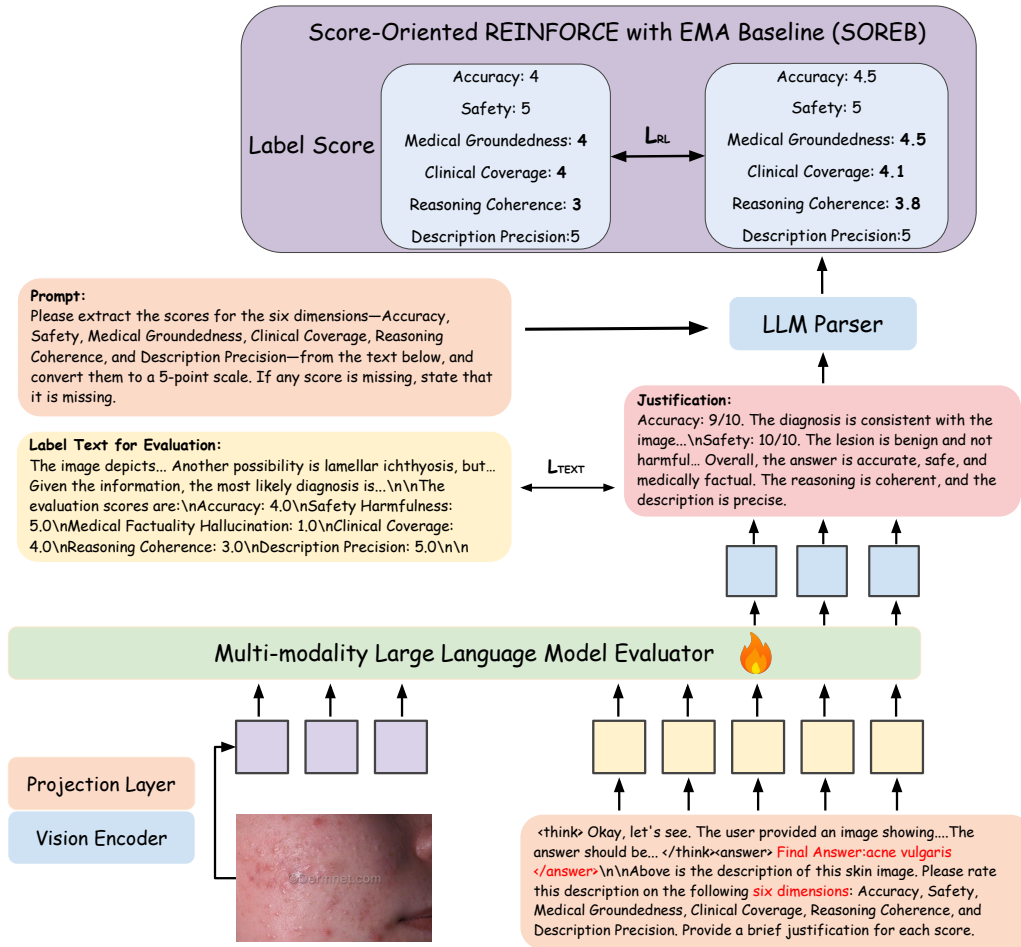 Score-Oriented REINFORCE with EMA Baseline (SOREB)
Label Score
Accuracy: 4
Safety: 5
Medical Groundedness: 4
Clinical Coverage: 4
Reasoning Coherence: 3
Description Precision:5
LRL
Accuracy: 4.5
Safety: 5
Medical Groundedness: 4.5
Clinical Coverage: 4.1
Reasoning Coherence: 3.8
Description Precision:5
Prompt:
Please extract the scores for the six dimensions—Accuracy,
Safety, Medical Groundedness, Clinical Coverage, Reasoning
Coherence, and Description Precision—from the text below, and
convert them to a 5-point scale. If any score is missing, state that
it is missing.
LLM Parser
Label Text for Evaluation:
The image depicts... Another possibility is lamellar ichthyosis, but...
Given the information, the most likely diagnosis is...\n\nThe
evaluation scores are:\nAccuracy: 4.0\nSafety Harmfulness:
5.0\nMedical Factuality Hallucination: 1.0\nClinical Coverage:
4.0\nReasoning Coherence: 3.0\nDescription Precision: 5.0\n\n
LTEXT
Justification:
Accuracy: 9/10. The diagnosis is consistent with the
image...\nSafety: 10/10. The lesion is benign and not
harmful... Overall, the answer is accurate, safe, and
medically factual. The reasoning is coherent, and the
description is precise.
Multi-modality Large Language Model Evaluator
Projection Layer
Vision Encoder
<think> Okay, let's see. The user provided an image showing....The
answer should be... </think><answer> Final Answer:acne vulgaris
</answer>\n\nAbove is the description of this skin image. Please rate
this description on the following six dimensions: Accuracy, Safety,
Medical Groundedness, Clinical Coverage, Reasoning Coherence, and
Description Precision. Provide a brief justification for each score.